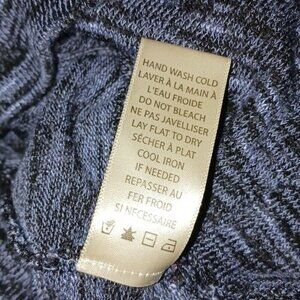 HAND WASH COLD
LAVER À LA MAIN À
L'EAU FROIDE
DO NOT BLEACH
NE PAS JAVELLISER
LAY FLAT TO DRY
SÉCHER À PLAT
COOL IRON
IF NEEDED
REPASSER AU
FER FROID
SI NECESSAIRE